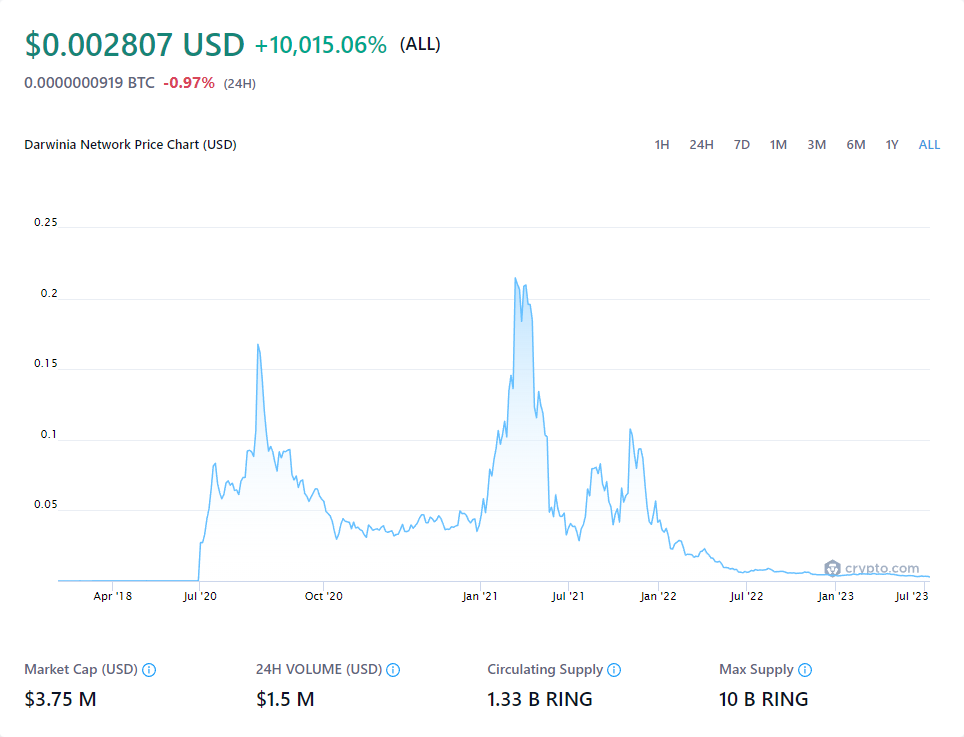 $0.002807 USD +10,015.06% (ALL)
0.0000000919 BTC -0.97% (24H)
Darwinia Network Price Chart (USD) 1H 24H 7D 1M 3M 6M 1Y ALL
0.25
0.2
0.15
0.1
0.05
crypto.com
Apr '18 Jul '20 Oct '20 Jan '21 Jul '21 Jan '22 Jul '22 Jan '23 Jul '23
Market Cap (USD) 24H VOLUME (USD) Circulating Supply Max Supply
$3.75 M $1.5 M 1.33 B RING 10 B RING